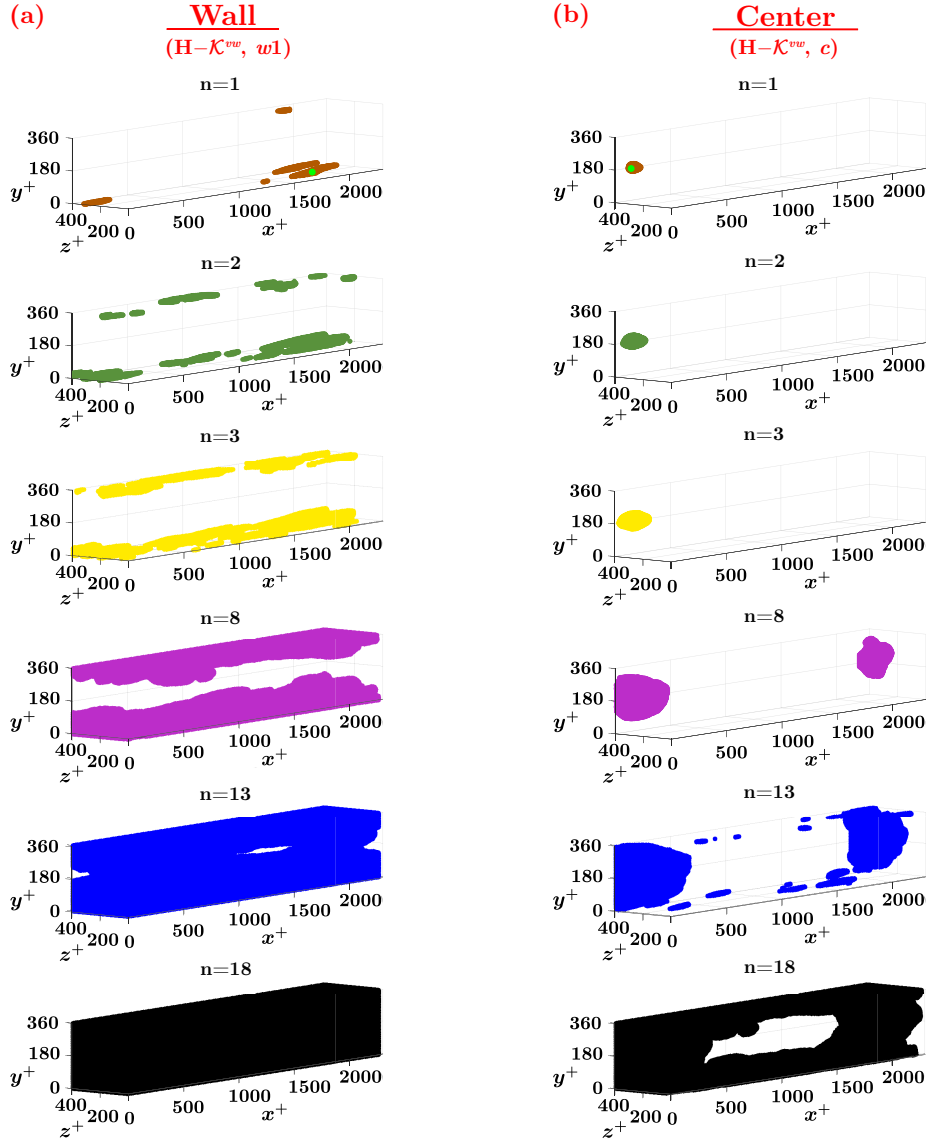 (a) Wall (b) Center
(H−𝒦^{vw}, w1) (H−𝒦^{vw}, c)
n=1 n=1
360 360
180 180
y⁺ 0 y⁺ 0
400 200 0 500 1000 1500 2000 400 200 0 500 1000 1500 2000
z⁺ x⁺ z⁺ x⁺
n=2 n=2
360 360
180 180
y⁺ 0 y⁺ 0
400 200 0 500 1000 1500 2000 400 200 0 500 1000 1500 2000
z⁺ x⁺ z⁺ x⁺
n=3 n=3
360 360
180 180
y⁺ 0 y⁺ 0
400 200 0 500 1000 1500 2000 400 200 0 500 1000 1500 2000
z⁺ x⁺ z⁺ x⁺
n=8 n=8
360 360
180 180
y⁺ 0 y⁺ 0
400 200 0 500 1000 1500 2000 400 200 0 500 1000 1500 2000
z⁺ x⁺ z⁺ x⁺
n=13 n=13
360 360
180 180
y⁺ 0 y⁺ 0
400 200 0 500 1000 1500 2000 400 200 0 500 1000 1500 2000
z⁺ x⁺ z⁺ x⁺
n=18 n=18
360 360
180 180
y⁺ 0 y⁺ 0
400 200 0 500 1000 1500 2000 400 200 0 500 1000 1500 2000
z⁺ x⁺ z⁺ x⁺